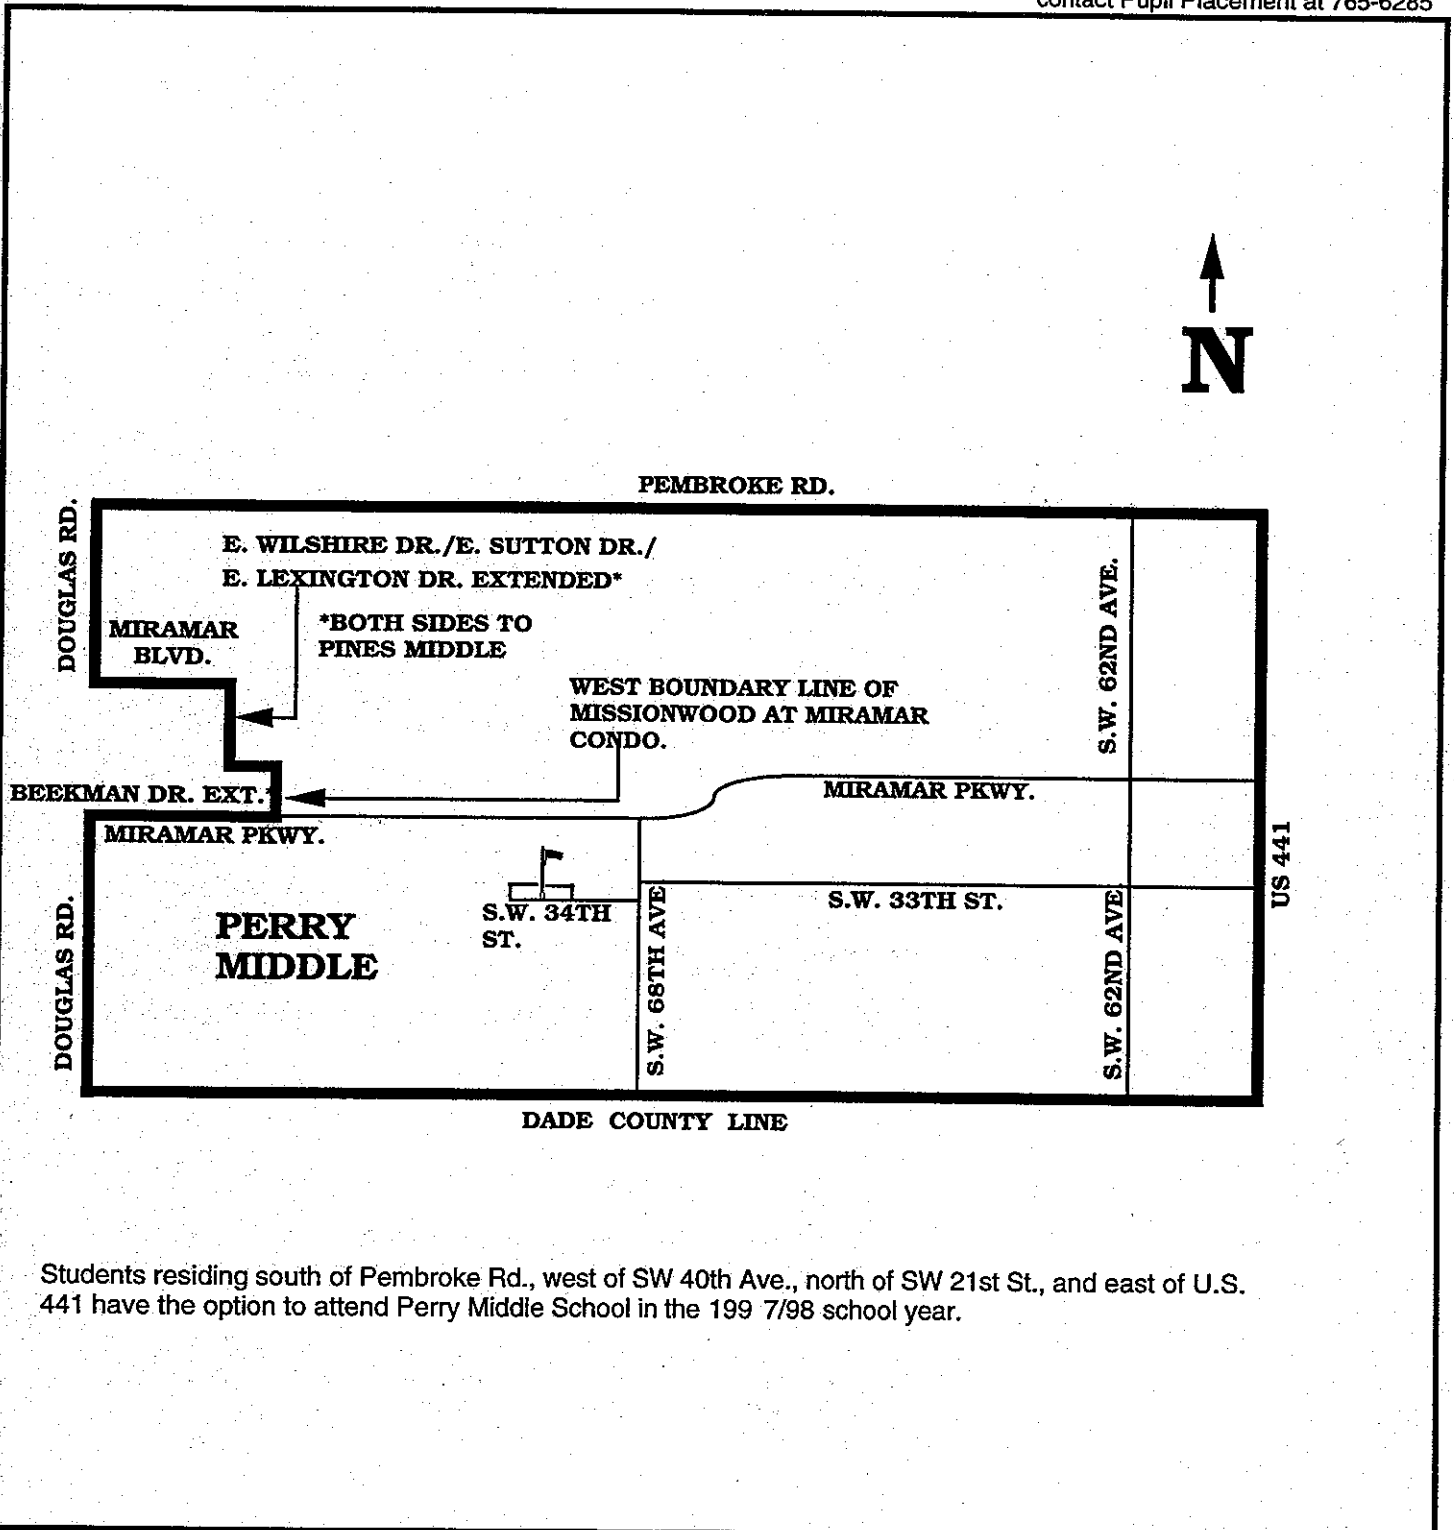 contact Pupil Placement at 765-6285
N
PEMBROKE RD.
DOUGLAS RD.
E. WILSHIRE DR./E. SUTTON DR./
E. LEXINGTON DR. EXTENDED*
*BOTH SIDES TO
PINES MIDDLE
MIRAMAR
BLVD.
S.W. 62ND AVE.
WEST BOUNDARY LINE OF
MISSIONWOOD AT MIRAMAR
CONDO.
BEEKMAN DR. EXT.*
MIRAMAR PKWY.
MIRAMAR PKWY.
US 441
S.W. 33TH ST.
S.W. 34TH
ST.
PERRY
MIDDLE
DOUGLAS RD.
S.W. 68TH AVE
S.W. 62ND AVE
DADE COUNTY LINE
Students residing south of Pembroke Rd., west of SW 40th Ave., north of SW 21st St., and east of U.S.
441 have the option to attend Perry Middle School in the 199 7/98 school year.